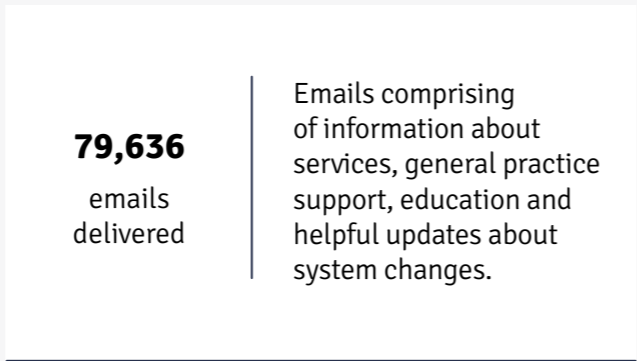 79,636
emails
delivered
Emails comprising
of information about
services, general practice
support, education and
helpful updates about
system changes.